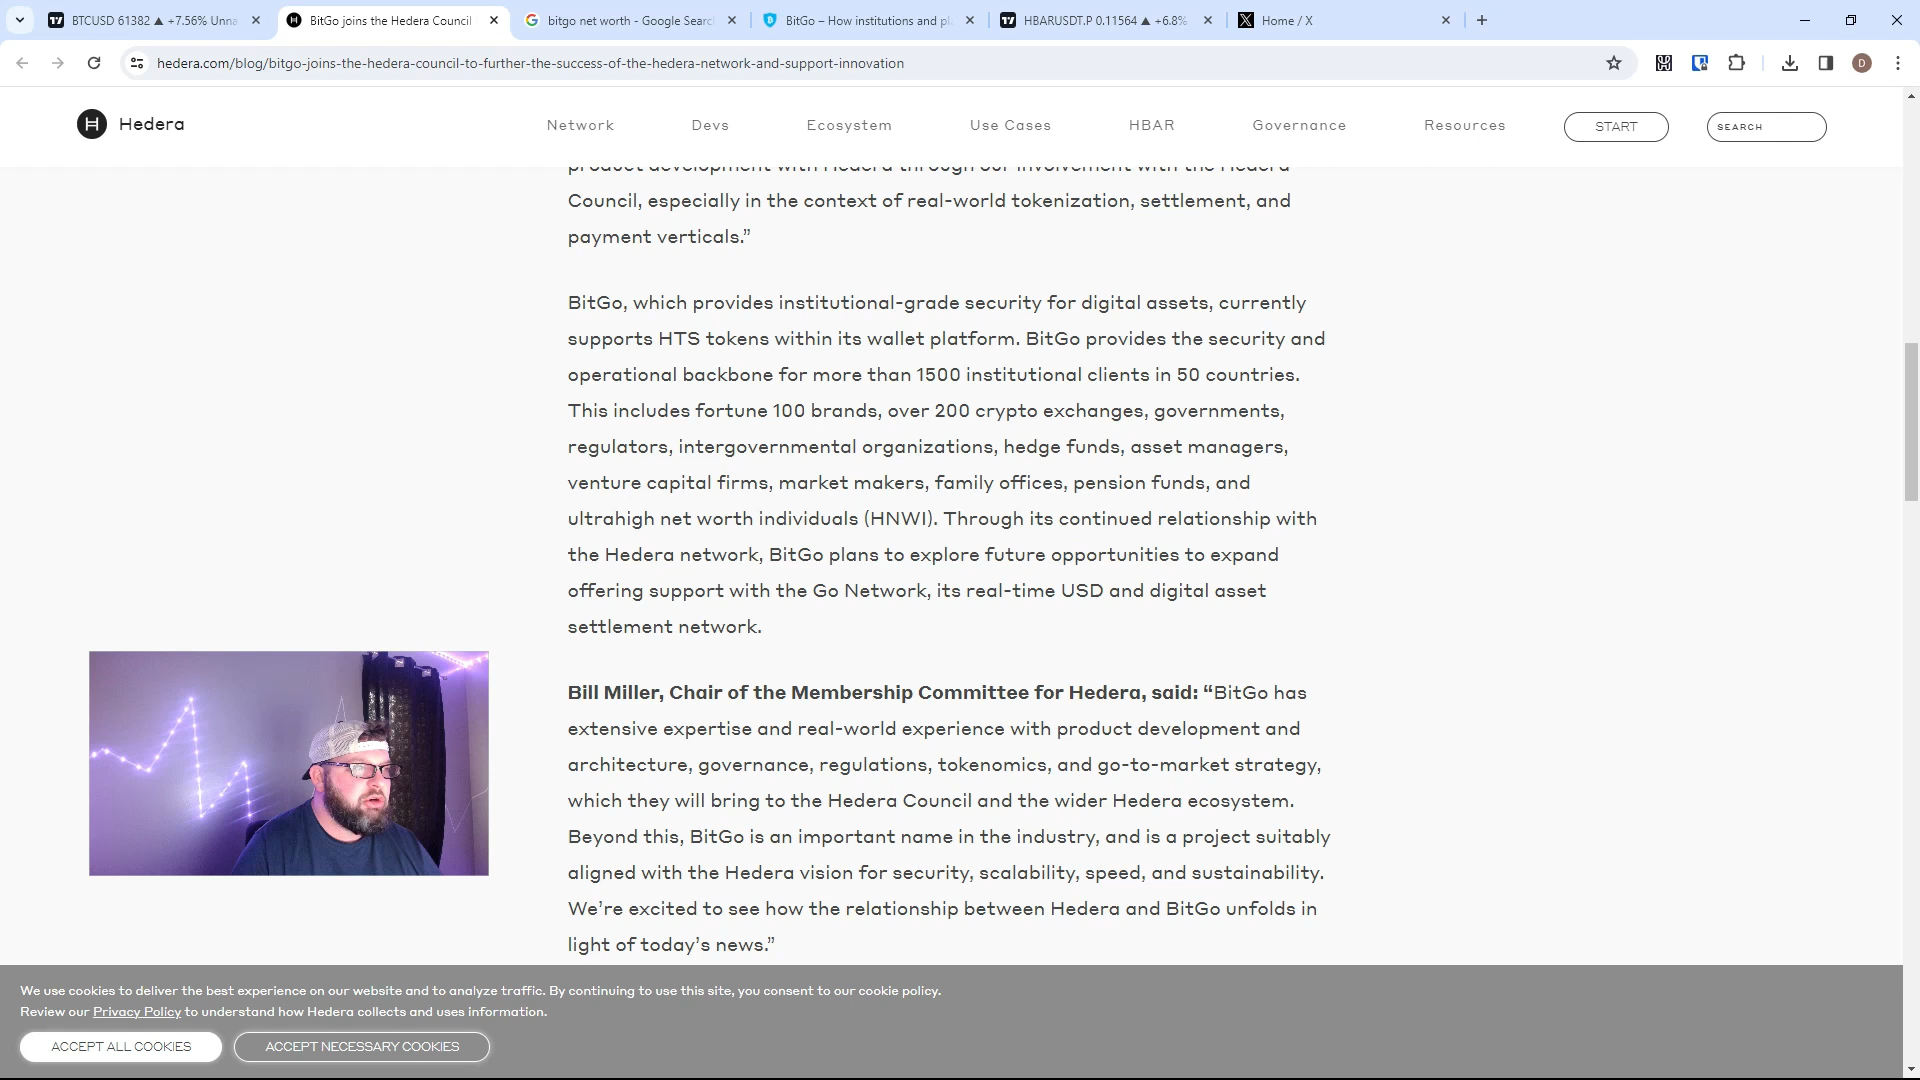 BTCUSD 61382 ▲ +7.56% Unna
BitGo joins the Hedera Council
bitgo net worth - Google Searc
BitGo – How institutions and pl
HBARUSDT.P 0.11564 ▲ +6.8%
Home / X
hedera.com/blog/bitgo-joins-the-hedera-council-to-further-the-success-of-the-hedera-network-and-support-innovation
D
Hedera
Network
Devs
Ecosystem
Use Cases
HBAR
Governance
Resources
START
SEARCH
product development with Hedera through our involvement with the Hedera
Council, especially in the context of real-world tokenization, settlement, and
payment verticals.”
BitGo, which provides institutional-grade security for digital assets, currently
supports HTS tokens within its wallet platform. BitGo provides the security and
operational backbone for more than 1500 institutional clients in 50 countries.
This includes fortune 100 brands, over 200 crypto exchanges, governments,
regulators, intergovernmental organizations, hedge funds, asset managers,
venture capital firms, market makers, family offices, pension funds, and
ultrahigh net worth individuals (HNWI). Through its continued relationship with
the Hedera network, BitGo plans to explore future opportunities to expand
offering support with the Go Network, its real-time USD and digital asset
settlement network.
Bill Miller, Chair of the Membership Committee for Hedera, said: “BitGo has
extensive expertise and real-world experience with product development and
architecture, governance, regulations, tokenomics, and go-to-market strategy,
which they will bring to the Hedera Council and the wider Hedera ecosystem.
Beyond this, BitGo is an important name in the industry, and is a project suitably
aligned with the Hedera vision for security, scalability, speed, and sustainability.
We’re excited to see how the relationship between Hedera and BitGo unfolds in
light of today’s news.”
We use cookies to deliver the best experience on our website and to analyze traffic. By continuing to use this site, you consent to our cookie policy.
Review our Privacy Policy to understand how Hedera collects and uses information.
ACCEPT ALL COOKIES
ACCEPT NECESSARY COOKIES